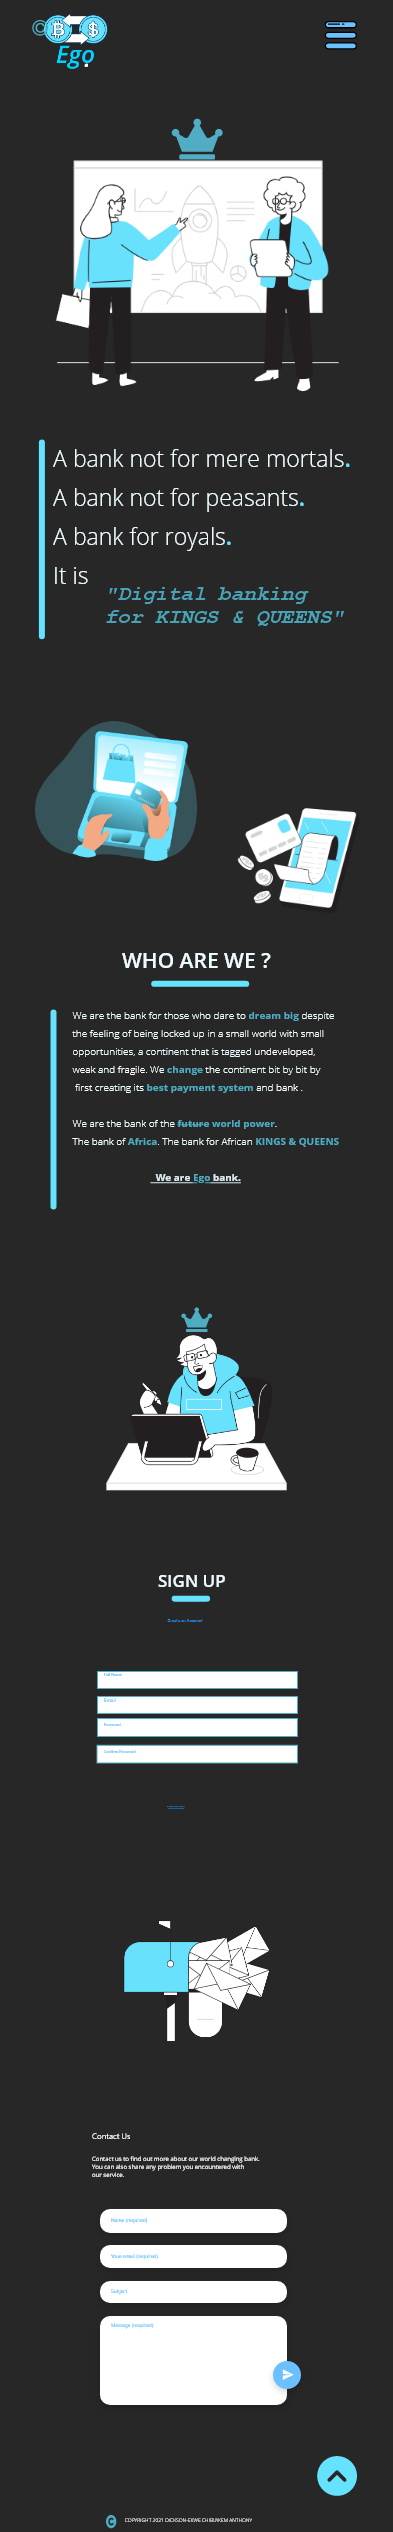 Ego
A bank not for mere mortals.
A bank not for peasants.
A bank for royals.
It is
"Digital banking
for KINGS & QUEENS"
WHO ARE WE ?
We are the bank for those who dare to dream big despite
the feeling of being locked up in a small world with small
opportunities, a continent that is tagged undeveloped,
weak and fragile. We change the continent bit by bit by
first creating its best payment system and bank .
We are the bank of the future world power.
The bank of Africa. The bank for African KINGS & QUEENS
We are Ego bank.
SIGN UP
Create an Account
Full Name
Email
Password
Confirm Password
Contact Us
Contact us to find out more about our world changing bank.
You can also share any problem you encountered with
our service.
Name (required)
Your email (required)
Subject
Message (required)
COPYRIGHT 2021 DICKSON-EKWE CHIBUIKEM ANTHONY